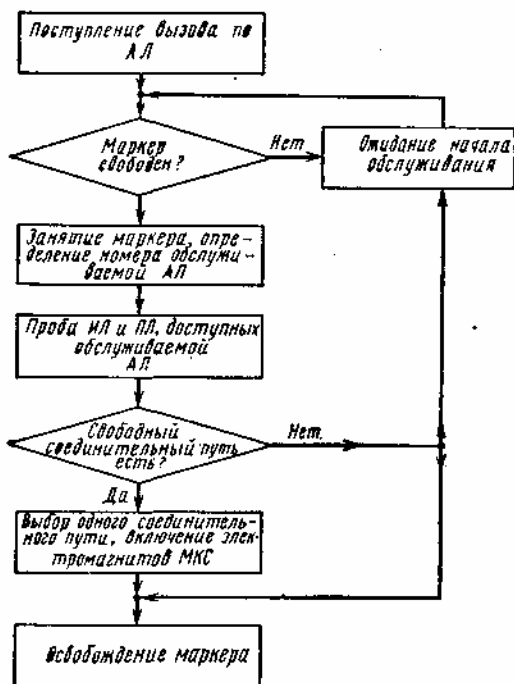 Поступление вызова по
АЛ
Маркер
свободен?
Нет
Ожидание начала
обслуживания
Занятие маркера, опре-
деление номера обслужи-
ваемой АЛ
Проба ИЛ и ПЛ, доступных
обслуживаемой
АЛ
Свободный
соединительный путь
есть?
Нет.
Да
Выбор одного соединитель-
ного пути, включение элек-
тромагнитов МКС
Освобождение маркера